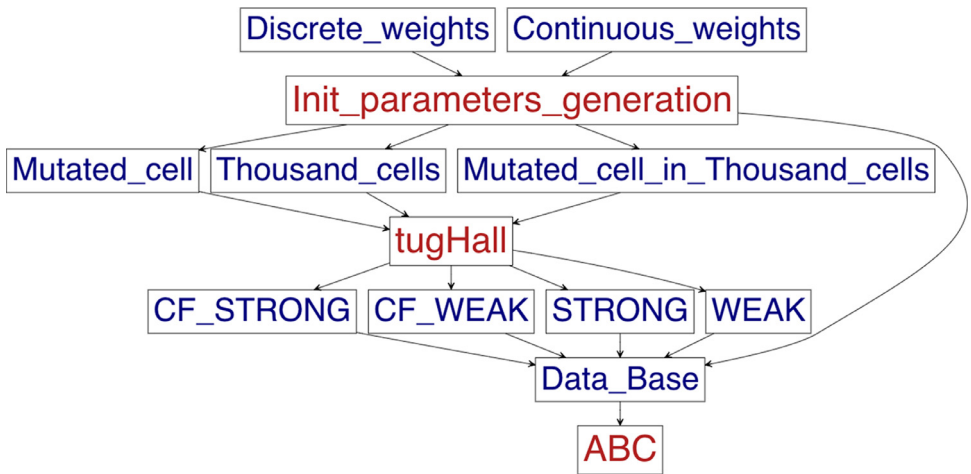 Discrete_weights
Continuous_weights
Init_parameters_generation
Mutated_cell
Thousand_cells
Mutated_cell_in_Thousand_cells
tugHall
CF_STRONG
CF_WEAK
STRONG
WEAK
Data_Base
ABC